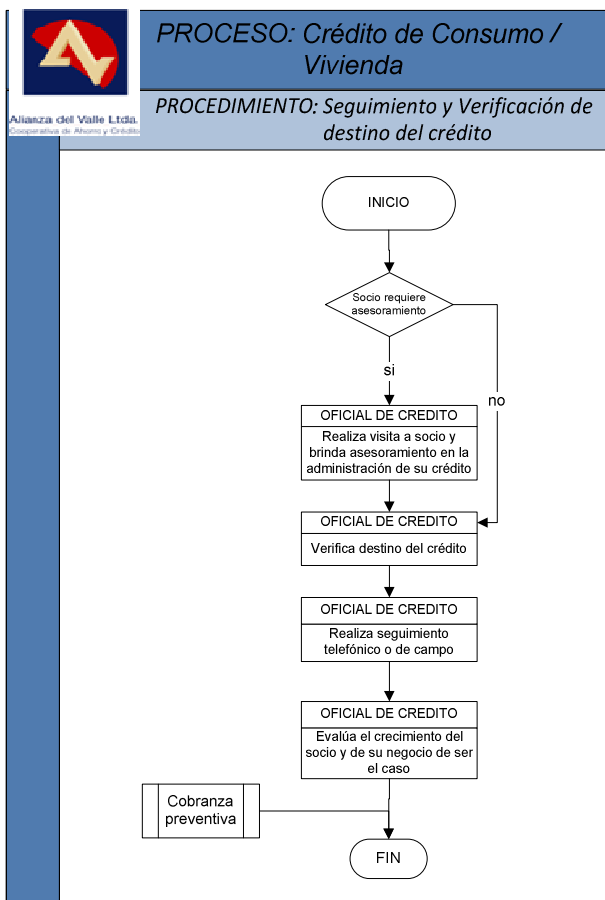 PROCESO: Crédito de Consumo /
Vivienda
Alianza del Valle Ltda.
Cooperativa de Ahorro y Crédito
PROCEDIMIENTO: Seguimiento y Verificación de
destino del crédito
INICIO
Socio requiere
asesoramiento
si
no
OFICIAL DE CREDITO
Realiza visita a socio y
brinda asesoramiento en la
administración de su crédito
OFICIAL DE CREDITO
Verifica destino del crédito
OFICIAL DE CREDITO
Realiza seguimiento
telefónico o de campo
OFICIAL DE CREDITO
Evalúa el crecimiento del
socio y de su negocio de ser
el caso
Cobranza
preventiva
FIN